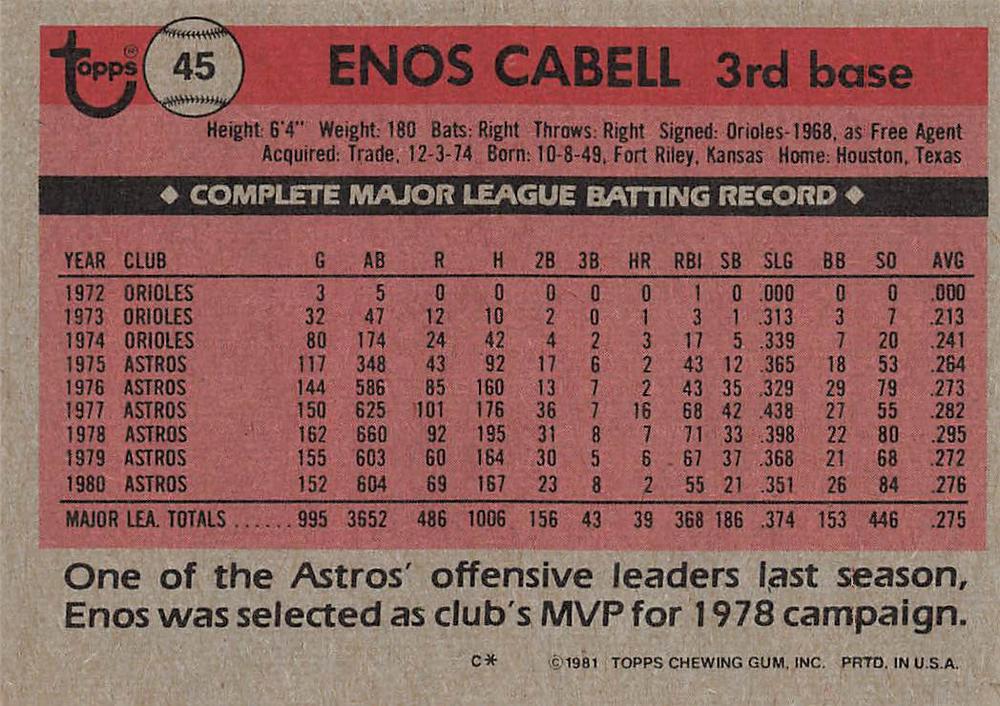 topps® 45 ENOS CABELL 3rd base
Height: 6'4" Weight: 180 Bats: Right Throws: Right Signed: Orioles-1968, as Free Agent
Acquired: Trade, 12-3-74 Born: 10-8-49, Fort Riley, Kansas Home: Houston, Texas
◆ COMPLETE MAJOR LEAGUE BATTING RECORD ◆
YEAR CLUB G AB R H 2B 3B HR RBI SB SLG BB SO AVG
1972 ORIOLES 3 5 0 0 0 0 0 1 0 .000 0 0 .000
1973 ORIOLES 32 47 12 10 2 0 1 3 1 .313 3 7 .213
1974 ORIOLES 80 174 24 42 4 2 3 17 5 .339 7 20 .241
1975 ASTROS 117 348 43 92 17 6 2 43 12 .365 18 53 .264
1976 ASTROS 144 586 85 160 13 7 2 43 35 .329 29 79 .273
1977 ASTROS 150 625 101 176 36 7 16 68 42 .438 27 55 .282
1978 ASTROS 162 660 92 195 31 8 7 71 33 .398 22 80 .295
1979 ASTROS 155 603 60 164 30 5 6 67 37 .368 21 68 .272
1980 ASTROS 152 604 69 167 23 8 2 55 21 .351 26 84 .276
MAJOR LEA. TOTALS ...... 995 3652 486 1006 156 43 39 368 186 .374 153 446 .275
One of the Astros' offensive leaders last season,
Enos was selected as club's MVP for 1978 campaign.
C* ©1981 TOPPS CHEWING GUM, INC. PRTD. IN U.S.A.